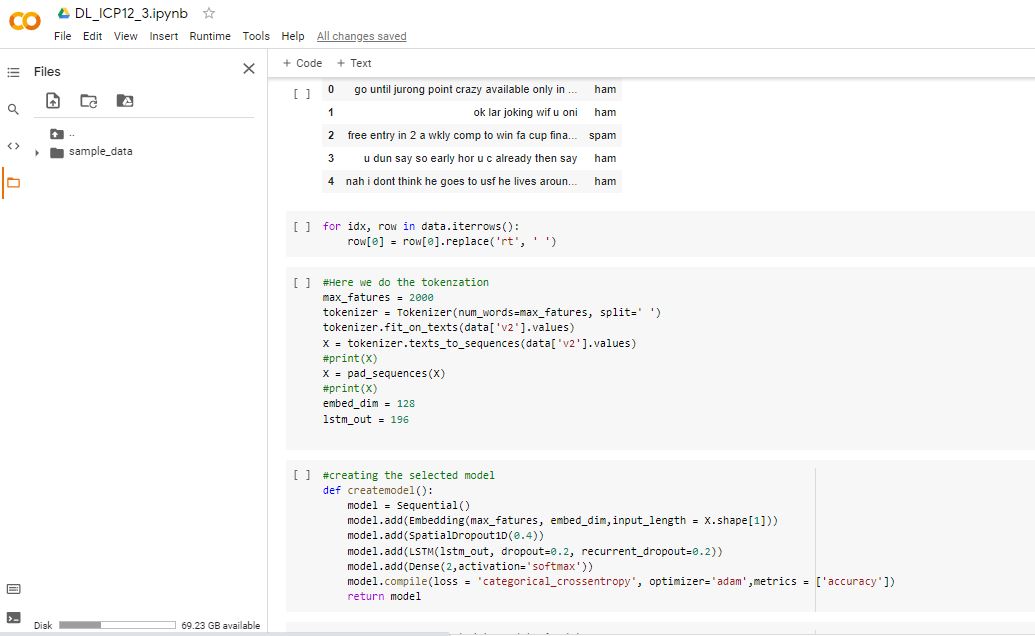 DL_ICP12_3.ipynb
File Edit View Insert Runtime Tools Help All changes saved
Files
+ Code + Text
..
sample_data
[ ] 0 go until jurong point crazy available only in ... ham
1 ok lar joking wif u oni ham
2 free entry in 2 a wkly comp to win fa cup fina... spam
3 u dun say so early hor u c already then say ham
4 nah i dont think he goes to usf he lives aroun... ham
[ ] for idx, row in data.iterrows():
row[0] = row[0].replace('rt', ' ')
[ ] #Here we do the tokenzation
max_fatures = 2000
tokenizer = Tokenizer(num_words=max_fatures, split=' ')
tokenizer.fit_on_texts(data['v2'].values)
X = tokenizer.texts_to_sequences(data['v2'].values)
#print(X)
X = pad_sequences(X)
#print(X)
embed_dim = 128
lstm_out = 196
[ ] #creating the selected model
def createmodel():
model = Sequential()
model.add(Embedding(max_fatures, embed_dim,input_length = X.shape[1]))
model.add(SpatialDropout1D(0.4))
model.add(LSTM(lstm_out, dropout=0.2, recurrent_dropout=0.2))
model.add(Dense(2,activation='softmax'))
model.compile(loss = 'categorical_crossentropy', optimizer='adam',metrics = ['accuracy'])
return model
Disk 69.23 GB available